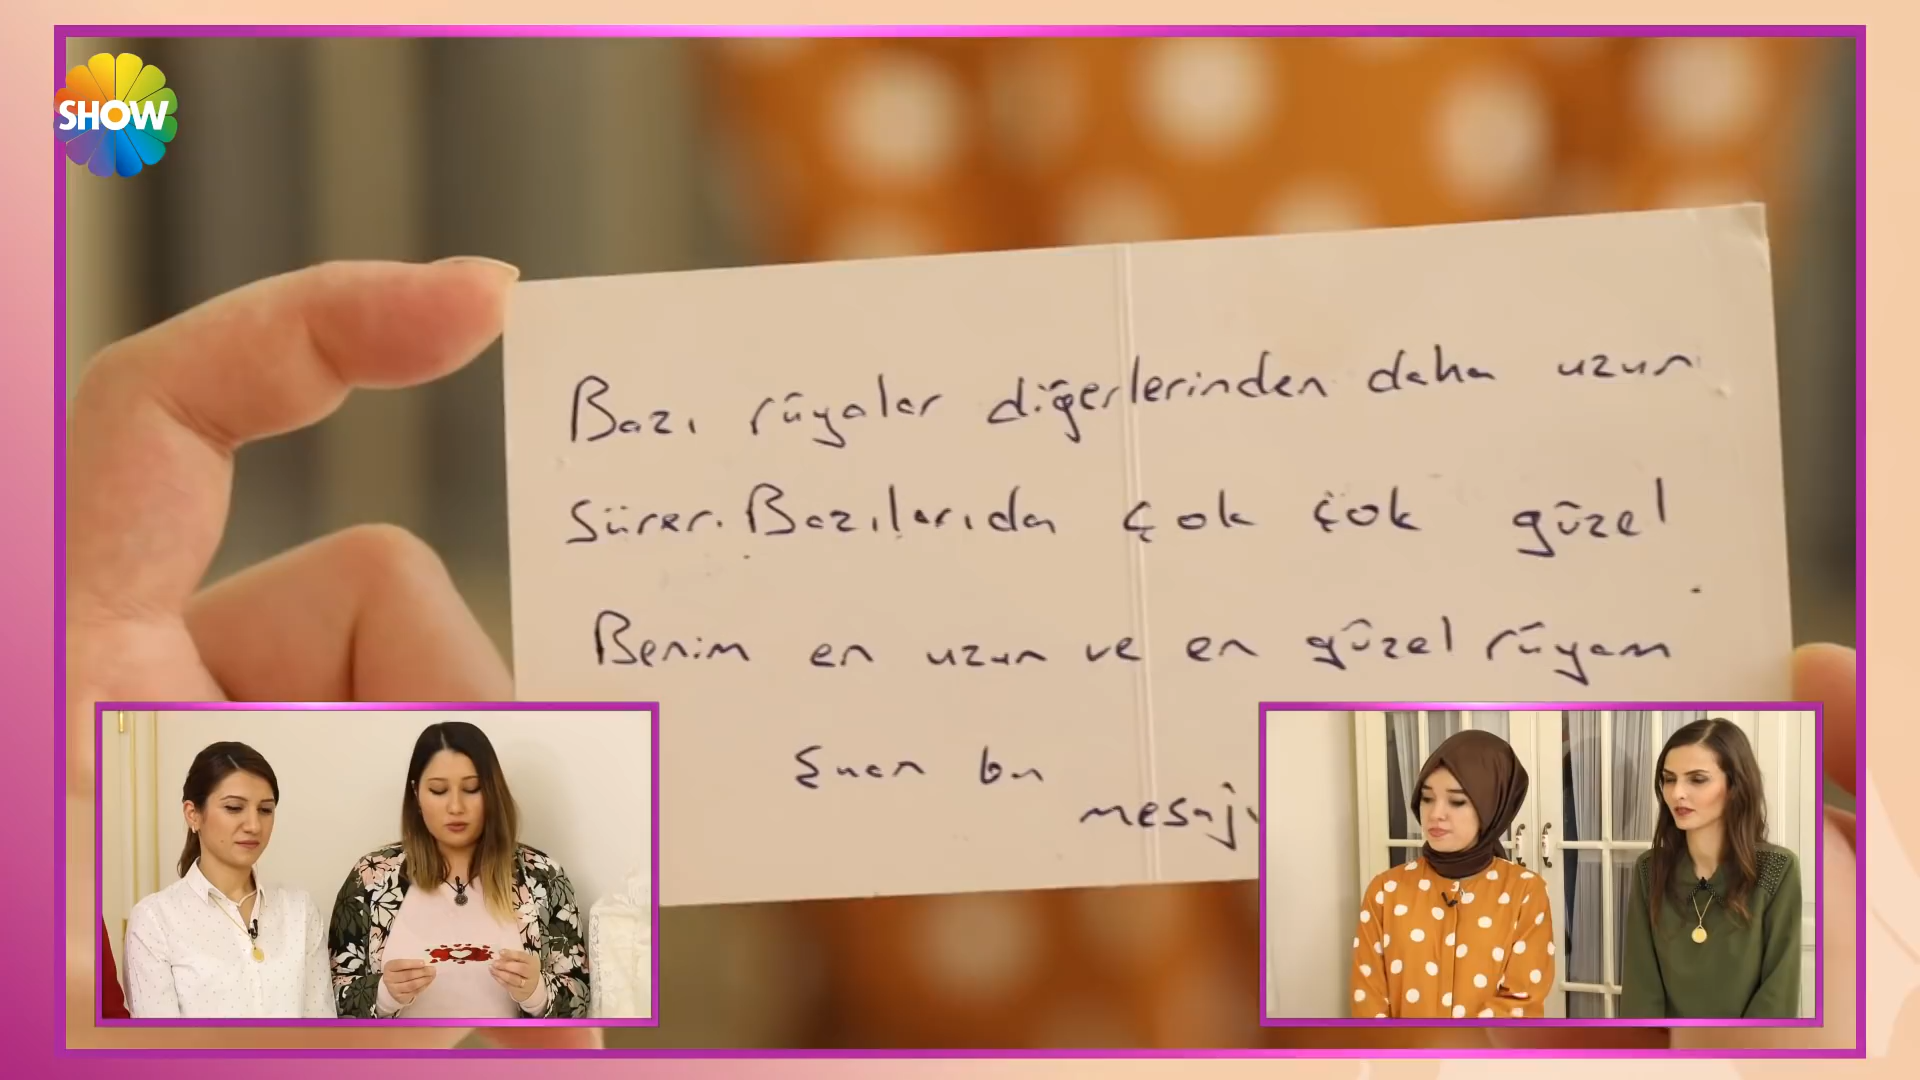 SHOW
Bazı rüyalar diğerlerinden daha uzun
sürer. Bazılarıda çok çok güzel
Benim en uzun ve en güzel rüyam
Şuan bu